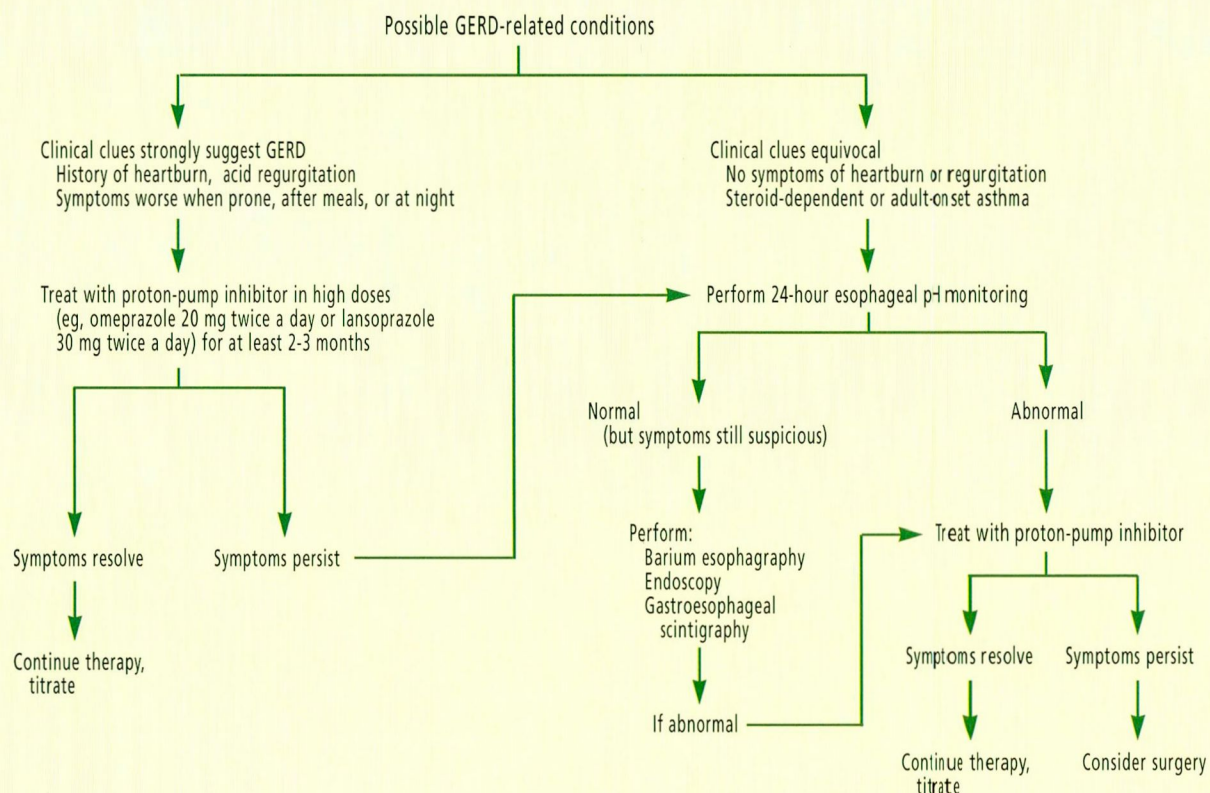 Possible GERD-related conditions
Clinical clues strongly suggest GERD
History of heartburn, acid regurgitation
Symptoms worse when prone, after meals, or at night
Treat with proton-pump inhibitor in high doses
(eg, omeprazole 20 mg twice a day or lansoprazole
30 mg twice a day) for at least 2-3 months
Symptoms resolve
Symptoms persist
Continue therapy,
titrate
Clinical clues equivocal
No symptoms of heartburn or regurgitation
Steroid-dependent or adult-onset asthma
Perform 24-hour esophageal pH monitoring
Normal
(but symptoms still suspicious)
Abnormal
Perform:
Barium esophagraphy
Endoscopy
Gastroesophageal
scintigraphy
If abnormal
Treat with proton-pump inhibitor
Symptoms resolve
Symptoms persist
Continue therapy,
titrate
Consider surgery